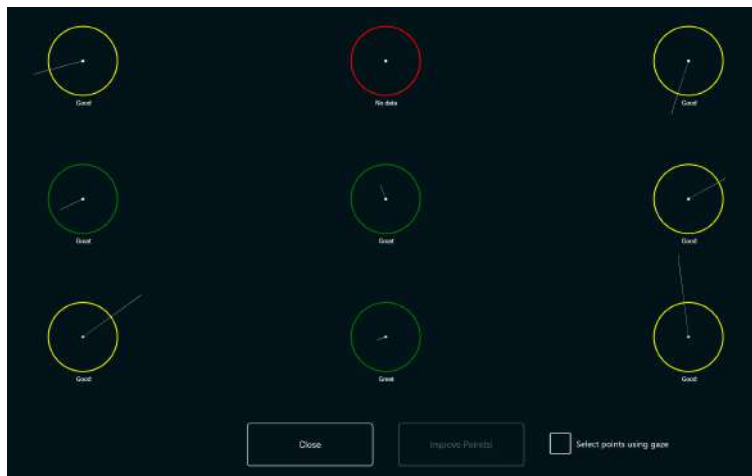 Good
No data
Good
Great
Great
Good
Good
Great
Good
Close
Improve Point(s)
Select points using gaze